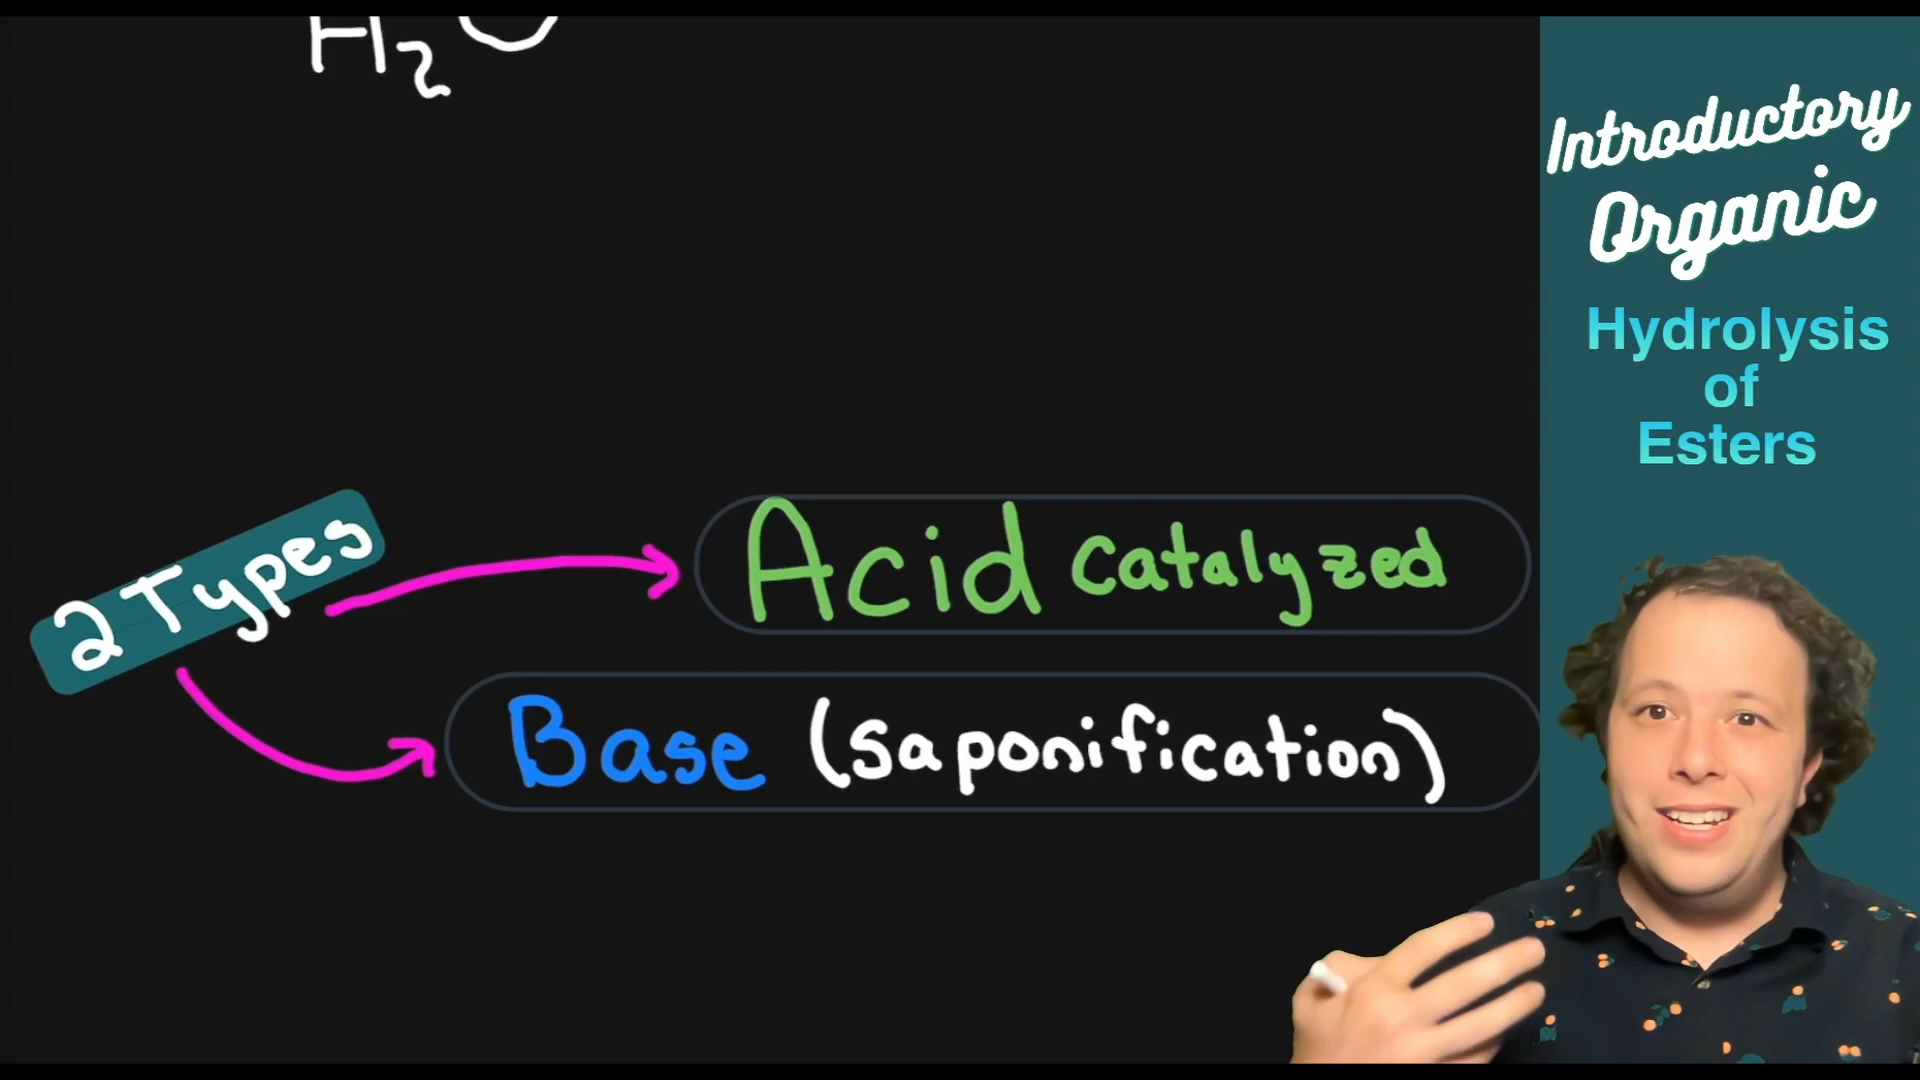 H₂O
2 Types
Acid catalyzed
Base (saponification)
Introductory
Organic
Hydrolysis
of
Esters